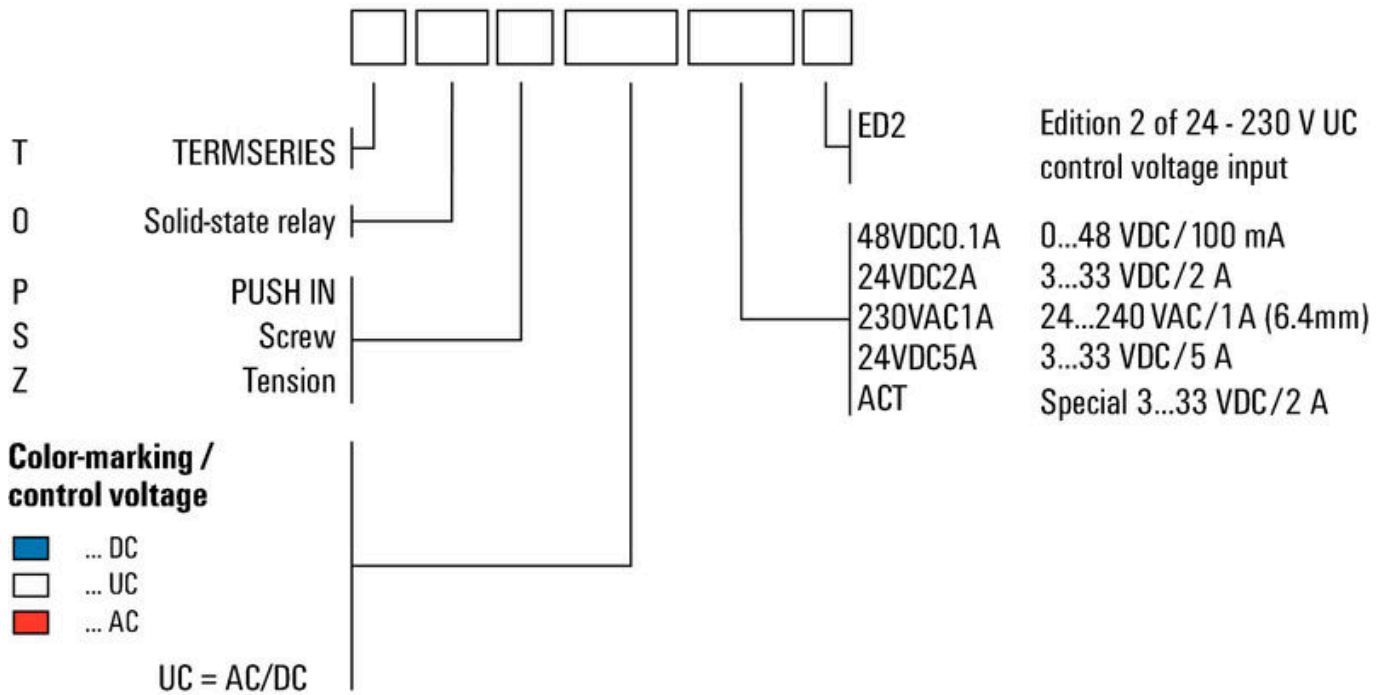 T TERMSERIES
O Solid-state relay
P PUSH IN
S Screw
Z Tension
Color-marking /
control voltage
... DC
... UC
... AC
UC = AC/DC
ED2 Edition 2 of 24 - 230 V UC
control voltage input
48VDC0.1A 0...48 VDC/100 mA
24VDC2A 3...33 VDC/2 A
230VAC1A 24...240 VAC/1A (6.4mm)
24VDC5A 3...33 VDC/5 A
ACT Special 3...33 VDC/2 A